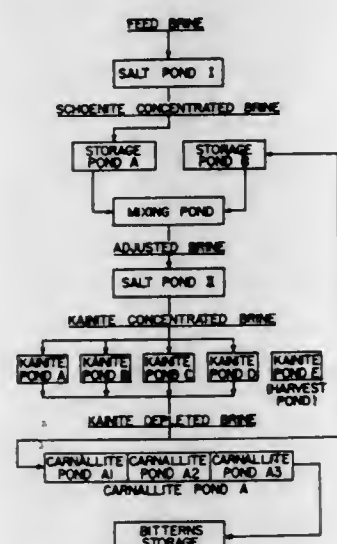 FEED BRINE
SALT POND I
SCHOENITE CONCENTRATED BRINE
STORAGE POND A
STORAGE POND B
MIXING POND
ADJUSTED BRINE
SALT POND II
KAINITE CONCENTRATED BRINE
KAINITE POND A
KAINITE POND B
KAINITE POND C
KAINITE POND D
KAINITE POND E
(HARVEST POND)
KAINITE DEPLETED BRINE
CARNALLITE POND A1
CARNALLITE POND A2
CARNALLITE POND A3
CARNALLITE POND A
BITTERNS STORAGE